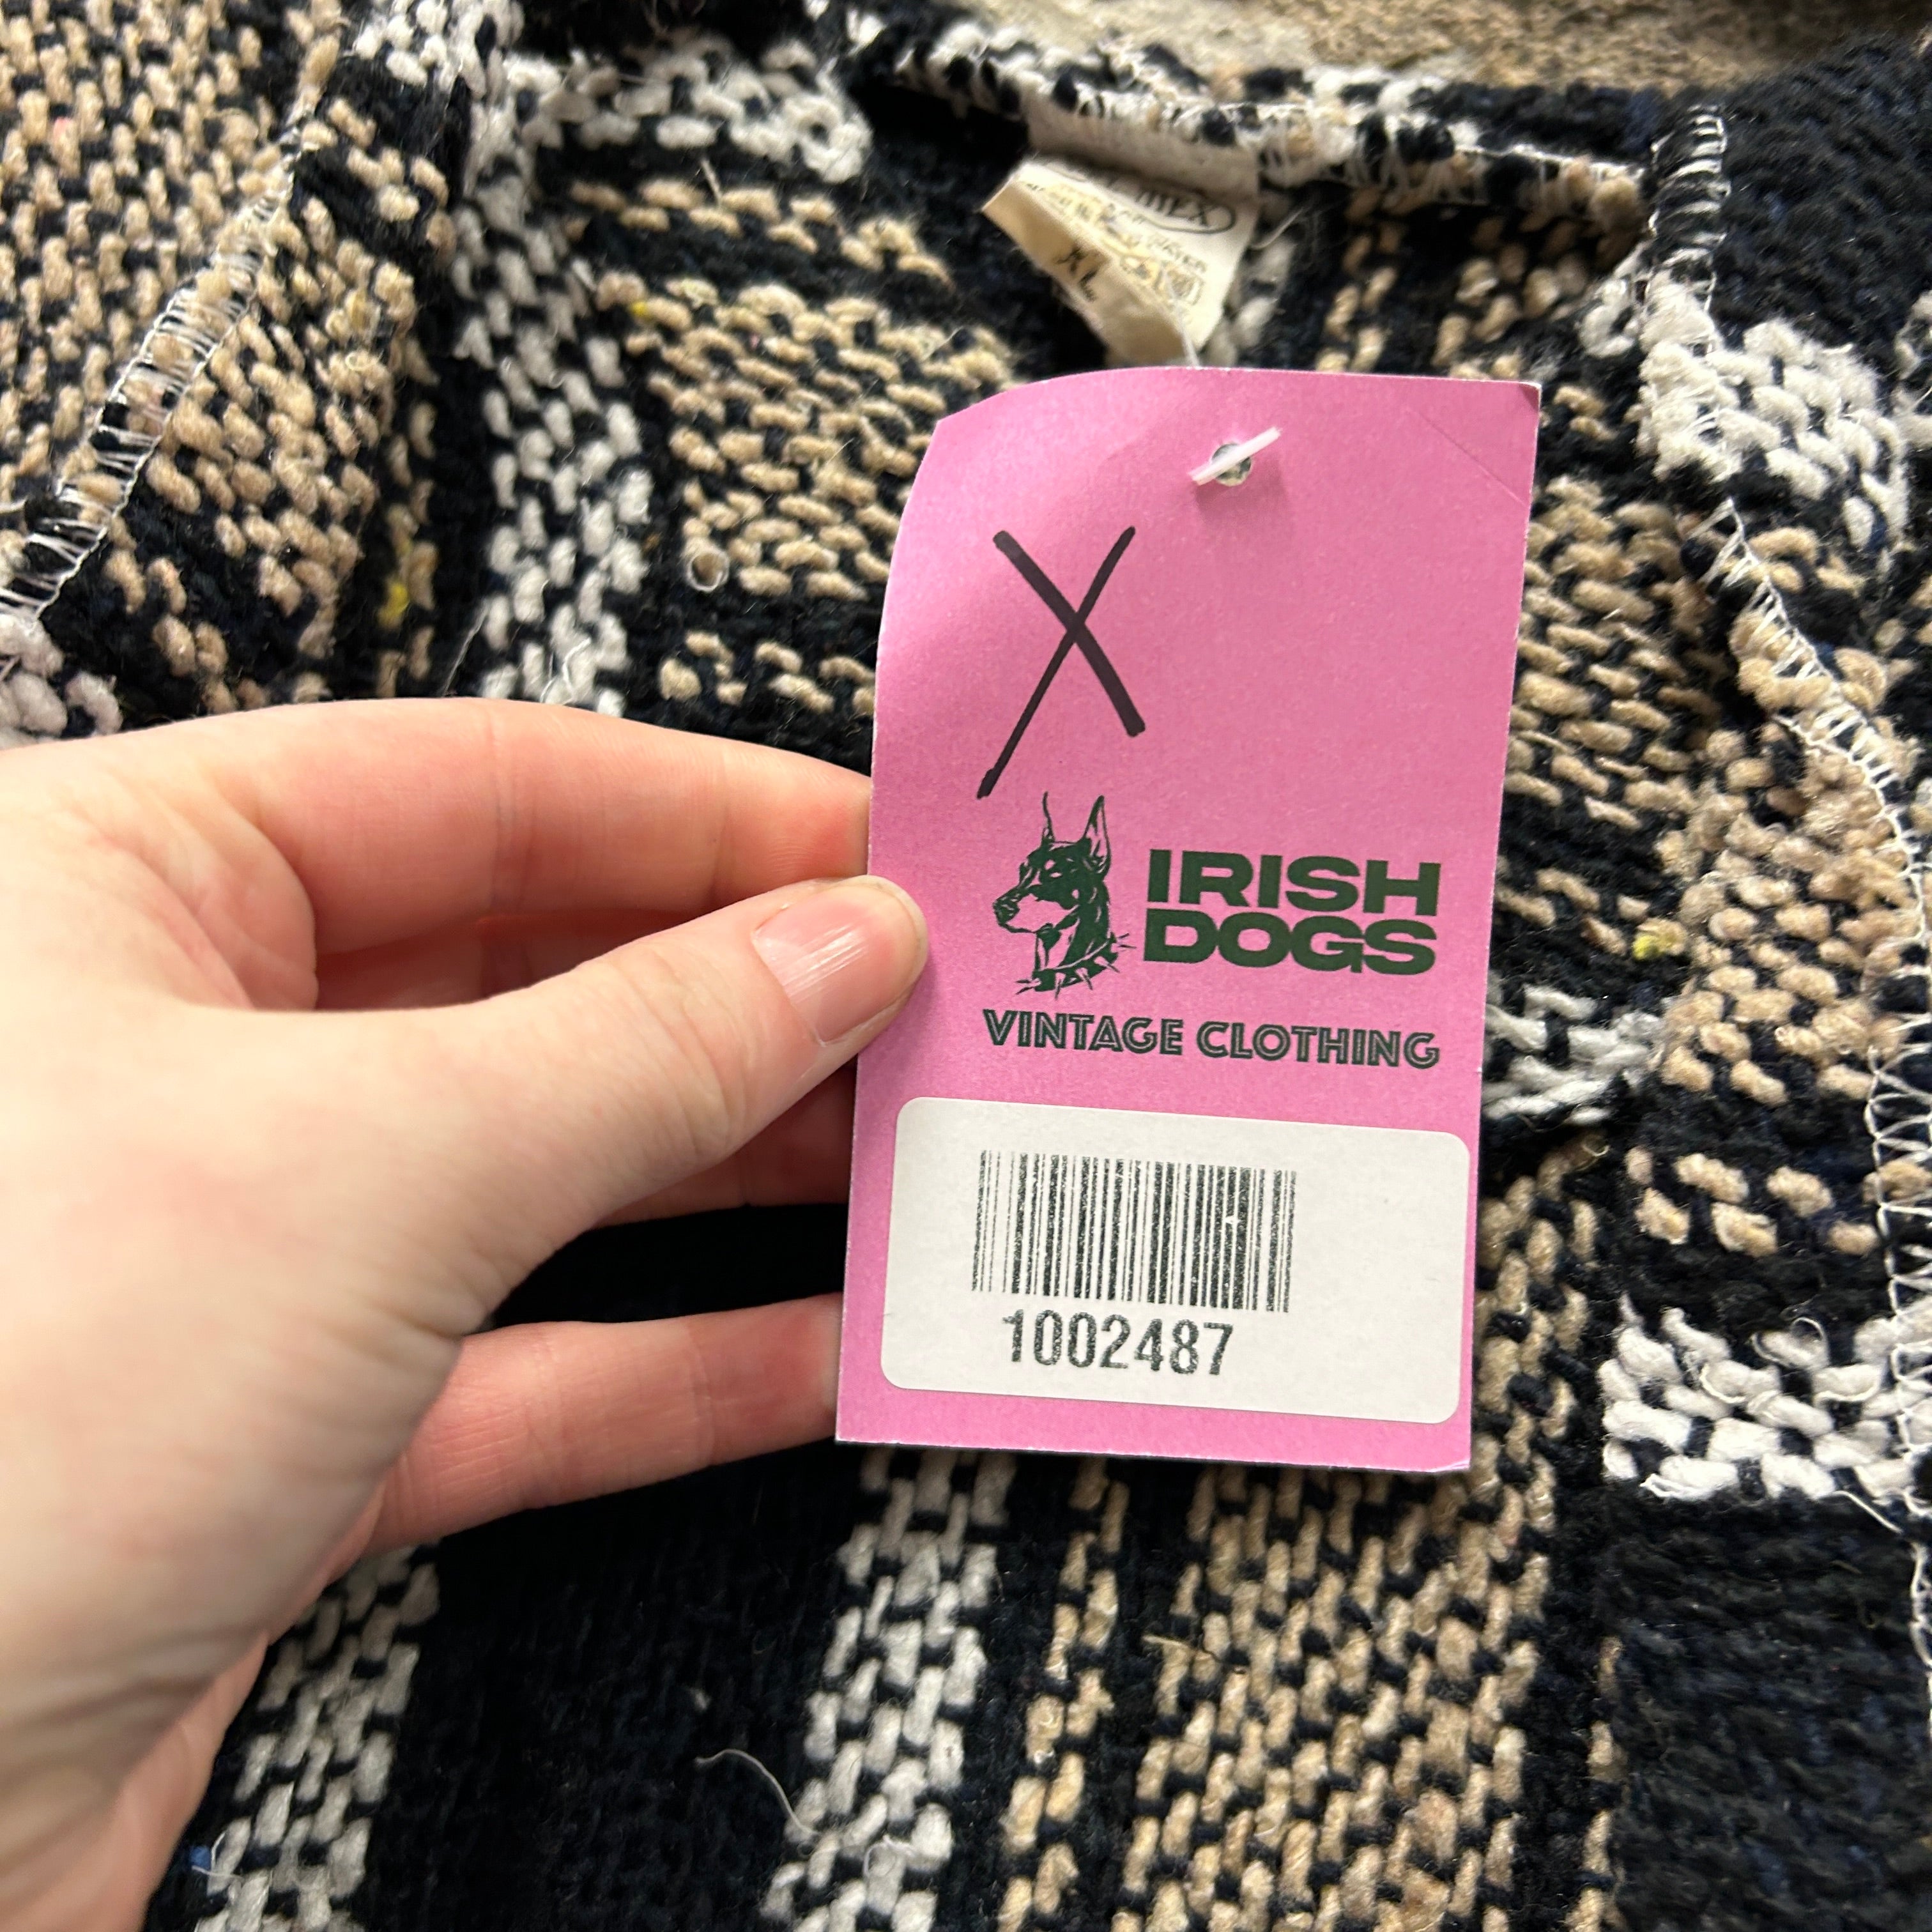 XL
X
IRISH
DOGS
VINTAGE CLOTHING
1002487